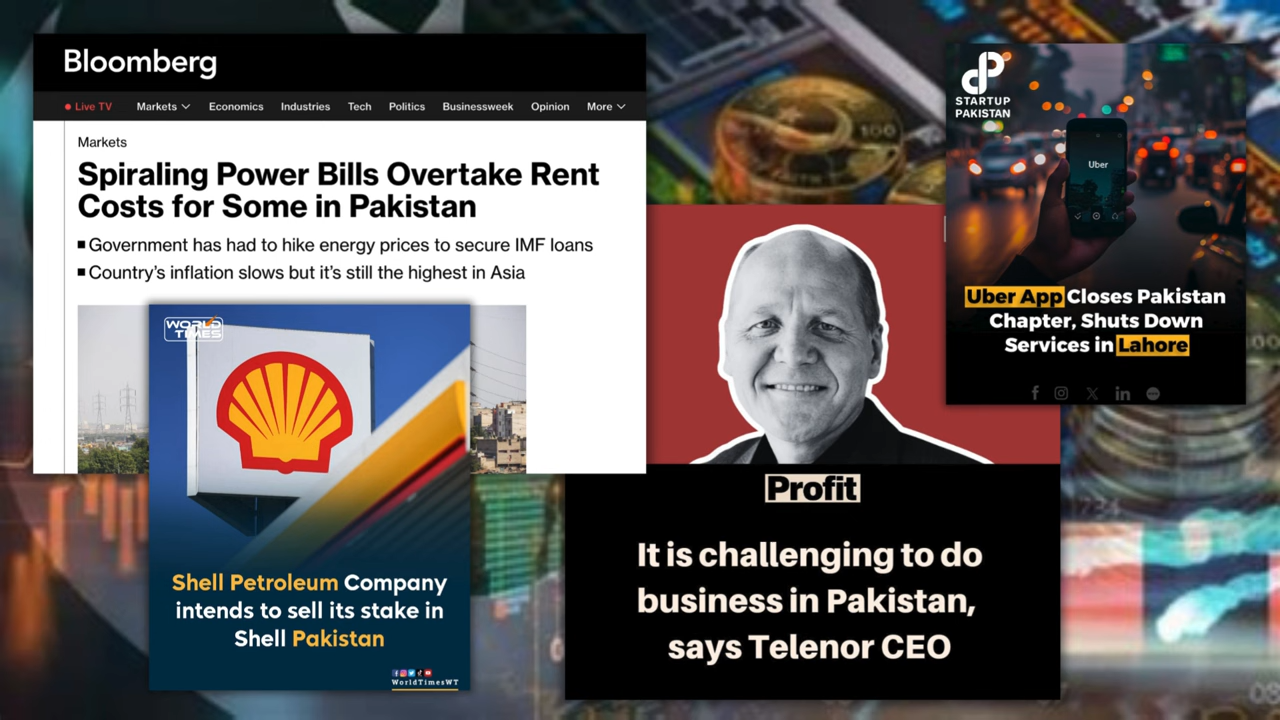 Bloomberg
Live TV Markets Economics Industries Tech Politics Businessweek Opinion More
Markets
Spiraling Power Bills Overtake Rent
Costs for Some in Pakistan
Government has had to hike energy prices to secure IMF loans
Country's inflation slows but it's still the highest in Asia
WORLD
TIMES
Shell Petroleum Company
intends to sell its stake in
Shell Pakistan
WorldTimesWT
Profit
It is challenging to do
business in Pakistan,
says Telenor CEO
STARTUP
PAKISTAN
Uber
Uber App Closes Pakistan
Chapter, Shuts Down
Services in Lahore
100